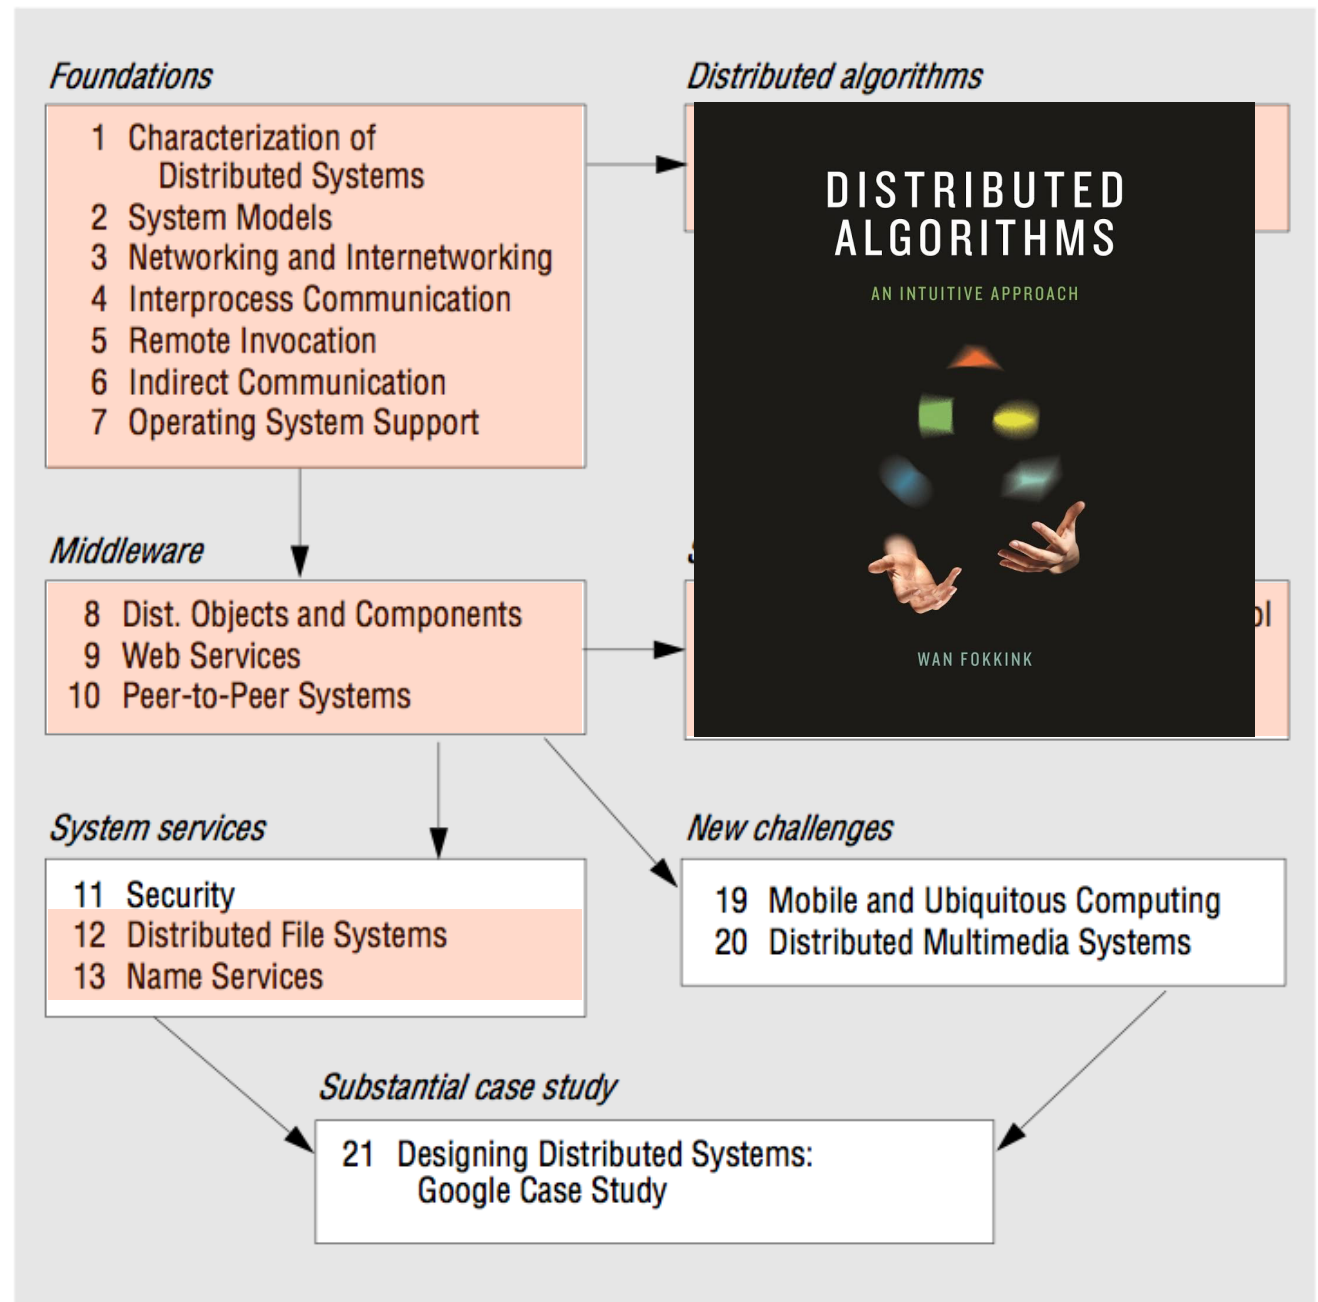 Foundations
1 Characterization of
Distributed Systems
2 System Models
3 Networking and Internetworking
4 Interprocess Communication
5 Remote Invocation
6 Indirect Communication
7 Operating System Support
Distributed algorithms
DISTRIBUTED
ALGORITHMS
AN INTUITIVE APPROACH
WAN FOKKINK
Middleware
8 Dist. Objects and Components
9 Web Services
10 Peer-to-Peer Systems
System services
11 Security
12 Distributed File Systems
13 Name Services
New challenges
19 Mobile and Ubiquitous Computing
20 Distributed Multimedia Systems
Substantial case study
21 Designing Distributed Systems:
Google Case Study